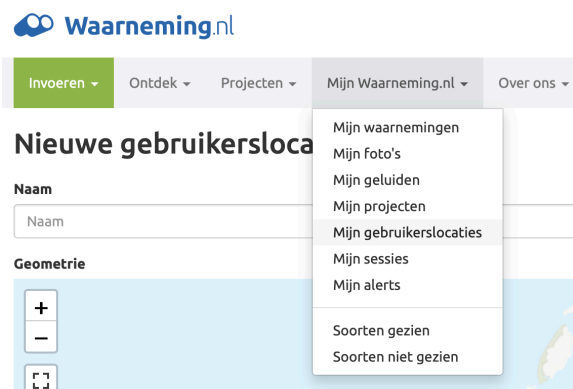 Waarneming.nl
Invoeren Ontdek Projecten Mijn Waarneming.nl Over ons
Nieuwe gebruikersloca
Naam
Naam
Geometrie
+
−
Mijn waarnemingen
Mijn foto's
Mijn geluiden
Mijn projecten
Mijn gebruikerslocaties
Mijn sessies
Mijn alerts
Soorten gezien
Soorten niet gezien